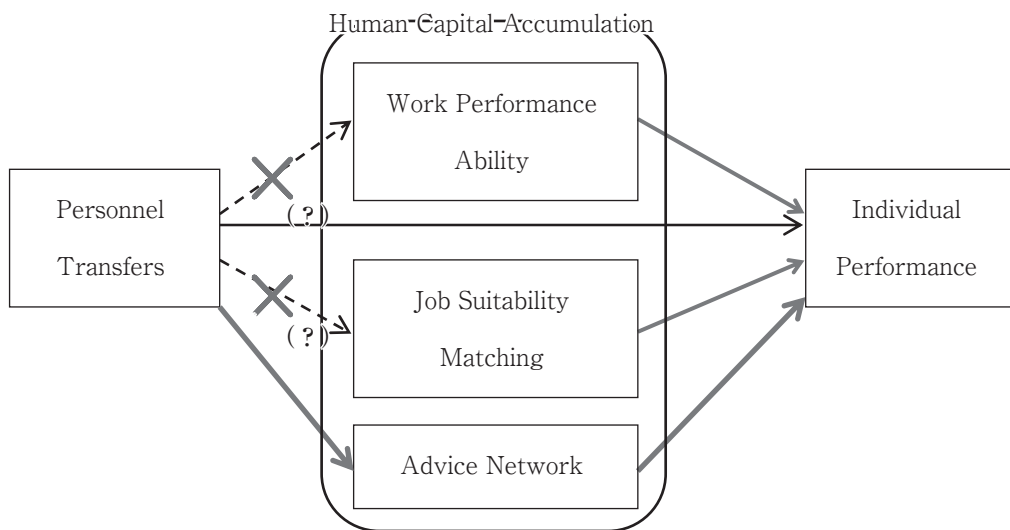 Human Capital Accumulation
Work Performance
Ability
(?)
Personnel
Transfers
Individual
Performance
Job Suitability
Matching
(?)
Advice Network